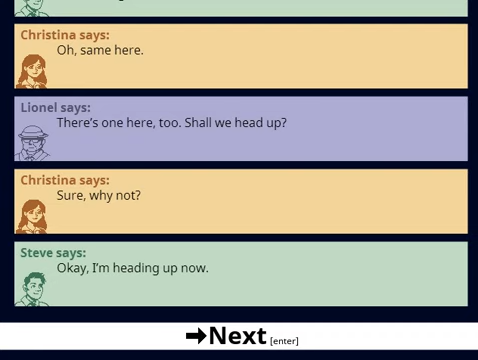 Christina says:
Oh, same here.
Lionel says:
There's one here, too. Shall we head up?
Christina says:
Sure, why not?
Steve says:
Okay, I'm heading up now.
➡Next [enter]